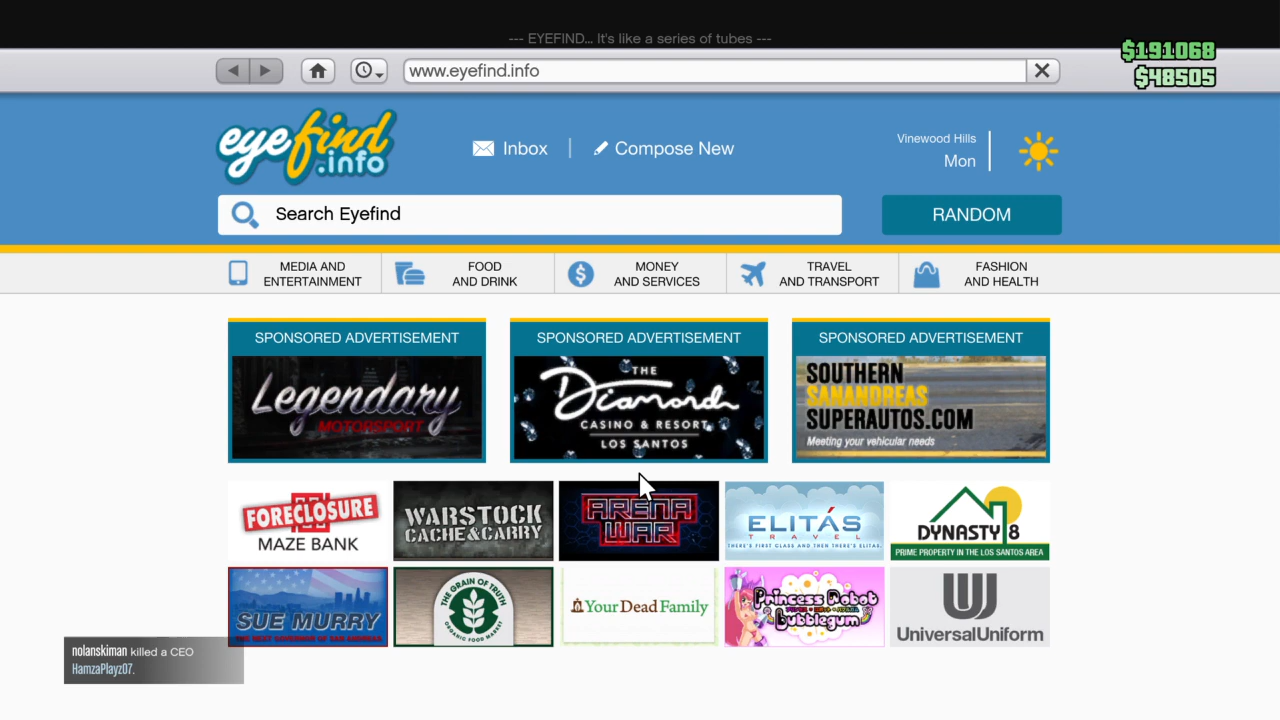 --- EYEFIND... It's like a series of tubes ---
$191068
www.eyefind.info
$48505
eyefind
.info
Inbox
Compose New
Vinewood Hills
Mon
Search Eyefind
RANDOM
MEDIA AND
ENTERTAINMENT
FOOD
AND DRINK
MONEY
AND SERVICES
TRAVEL
AND TRANSPORT
FASHION
AND HEALTH
SPONSORED ADVERTISEMENT
Legendary
MOTORSPORT
SPONSORED ADVERTISEMENT
THE
Diamond
CASINO & RESORT
LOS SANTOS
SPONSORED ADVERTISEMENT
SOUTHERN
SANANDREAS
SUPERAUTOS.COM
Meeting your vehicular needs
FORECLOSURE
MAZE BANK
WARSTOCK
CACHE&CARRY
ARENA
WAR
ELITÁS
TRAVEL
THERE'S FIRST CLASS AND THEN THERE'S ELITAS.
DYNASTY 8
PRIME PROPERTY IN THE LOS SANTOS AREA
SUE MURRY
THE NEXT GOVERNOR OF SAN ANDREAS
THE GRAIN OF TRUTH
ORGANIC FOOD MARKET
YourDeadFamily
Princess Robot
Bubblegum
U
UniversalUniform
nolanskiman killed a CEO
HamzaPlayz07.